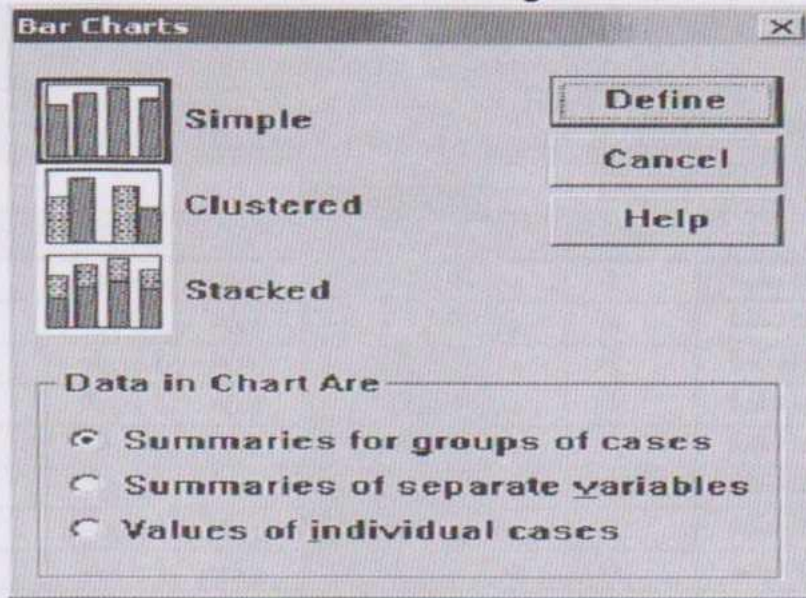 Bar Charts
Simple
Clustered
Stacked
Define
Cancel
Help
Data in Chart Are
Summaries for groups of cases
Summaries of separate variables
Values of individual cases